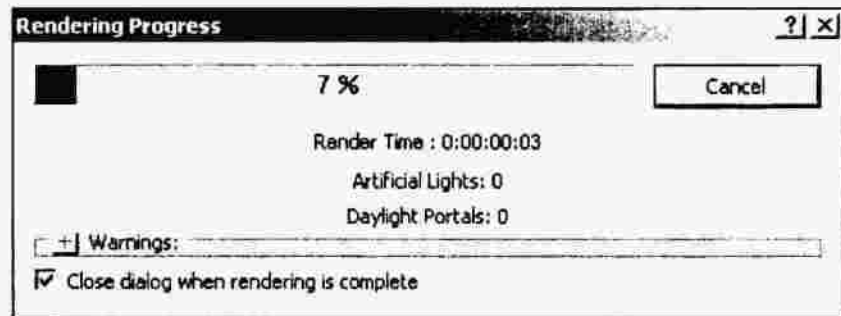 Rendering Progress
7 %
Cancel
Render Time : 0:00:00:03
Artificial Lights: 0
Daylight Portals: 0
Warnings:
Close dialog when rendering is complete